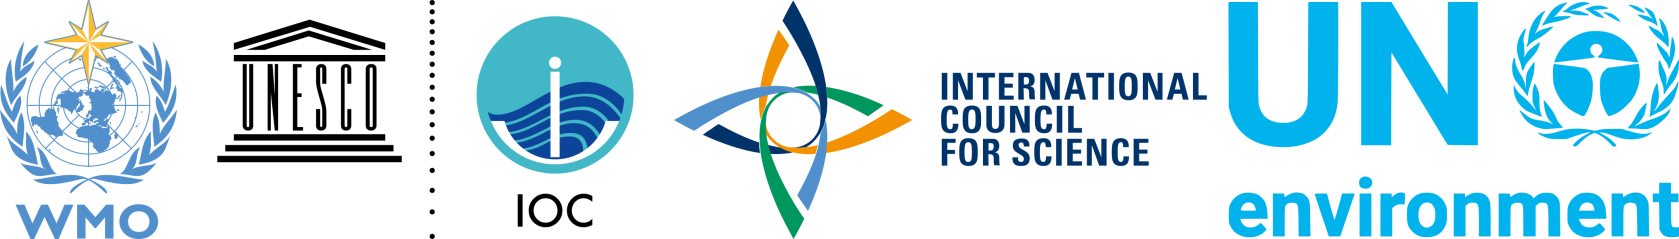 WMO
UNESCO
IOC
INTERNATIONAL
COUNCIL
FOR SCIENCE
UN
environment